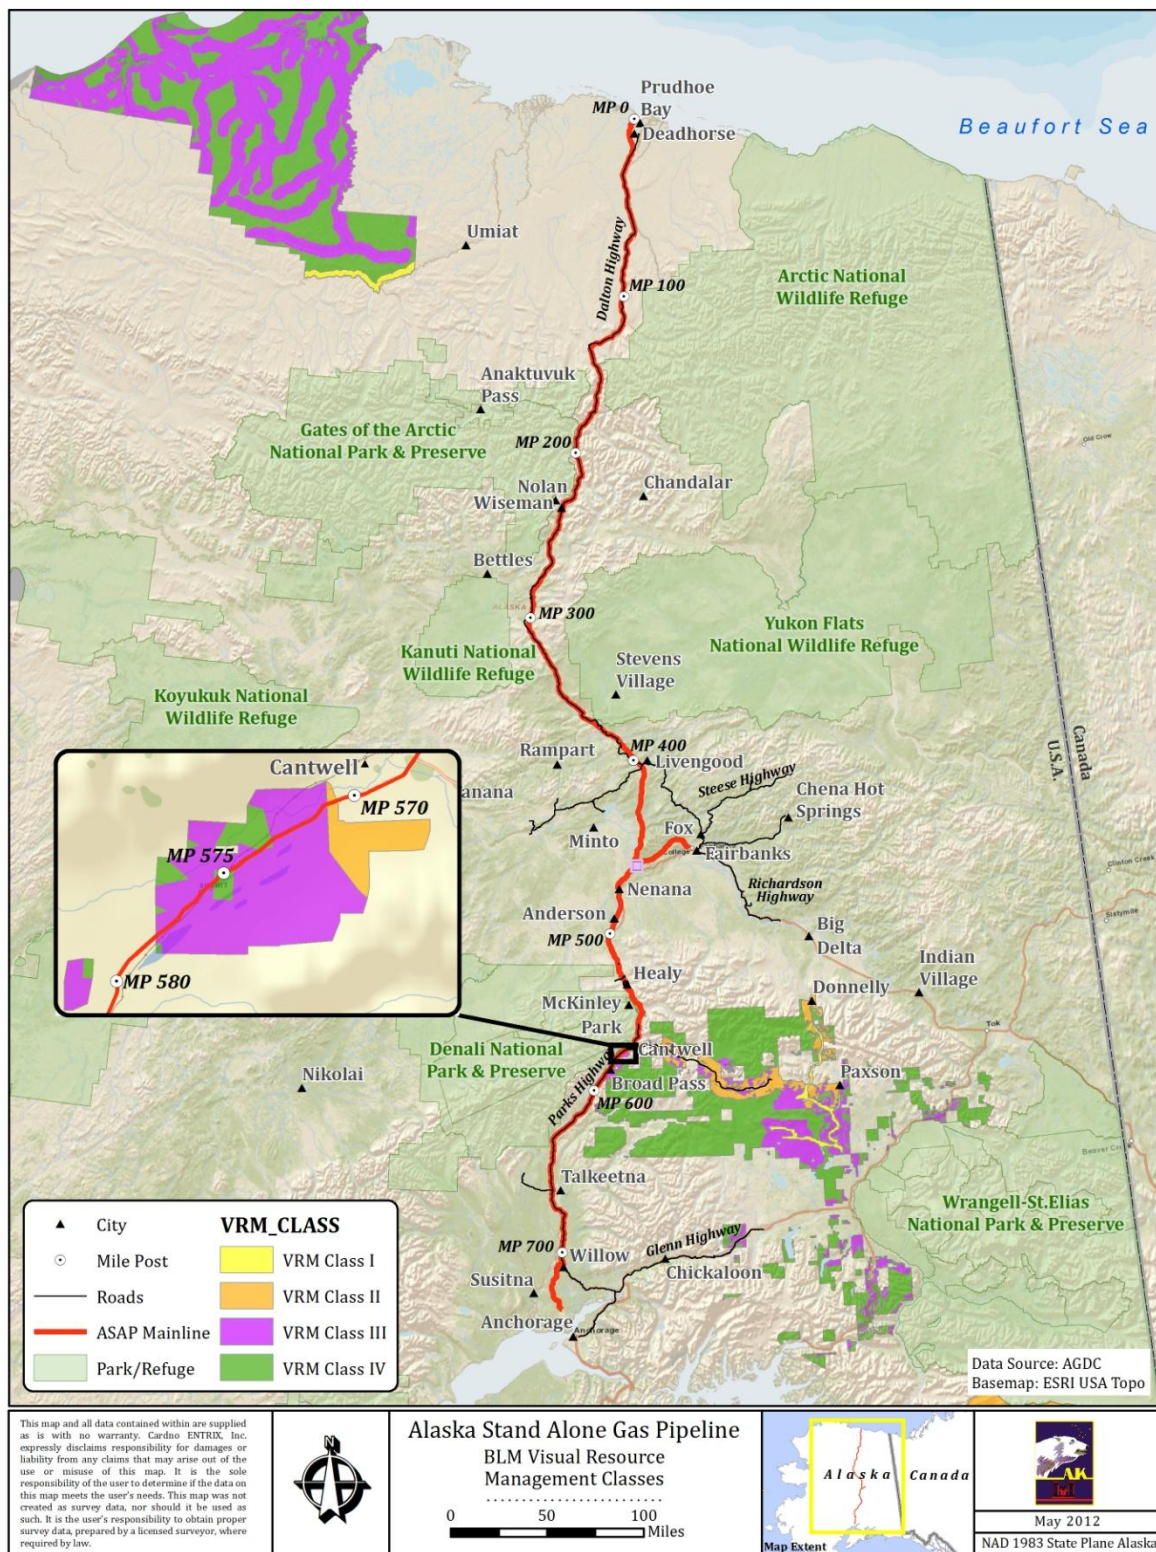 Prudhoe
Bay
MP 0
Deadhorse
Beaufort Sea
Umiat
Dalton Highway
MP 100
Arctic National
Wildlife Refuge
Anaktuvuk
Pass
Gates of the Arctic
National Park & Preserve
MP 200
Old Crow
Nolan
Wiseman
Chandalar
Bettles
ALASKA
MP 300
Yukon Flats
National Wildlife Refuge
Kanuti National
Wildlife Refuge
Stevens
Village
Koyukuk National
Wildlife Refuge
Canada
U.S.A.
Rampart
MP 400
Livengood
Steese Highway
Chena Hot
Springs
Cantwell
anana
MP 570
MP 575
MP 580
Minto
Fox
College
Fairbanks
Clinton Creek
Nenana
Richardson
Highway
Sixtymile
Anderson
MP 500
Big
Delta
Indian
Village
Healy
Donnelly
McKinley
Park
Tok
Denali National
Park & Preserve
Cantwell
Nikolai
Parks Highway
Broad Pass
Paxson
MP 600
Beaver Cre
Talkeetna
Wrangell-St.Elias
National Park & Preserve
MP 700
Willow
Glenn Highway
Chickaloon
Susitna
Anchorage
Anchorage
City
VRM_CLASS
Mile Post
VRM Class I
Roads
VRM Class II
ASAP Mainline
VRM Class III
Park/Refuge
VRM Class IV
Data Source: AGDC
Basemap: ESRI USA Topo
This map and all data contained within are supplied
as is with no warranty. Cardno ENTRIX, Inc.
expressly disclaims responsibility for damages or
liability from any claims that may arise out of the
use or misuse of this map. It is the sole
responsibility of the user to determine if the data on
this map meets the user's needs. This map was not
created as survey data, nor should it be used as
such. It is the user's responsibility to obtain proper
survey data, prepared by a licensed surveyor, where
required by law.
N
Alaska Stand Alone Gas Pipeline
BLM Visual Resource
Management Classes
0 50 100
Miles
Alaska
Canada
Map Extent
AK
May 2012
NAD 1983 State Plane Alaska